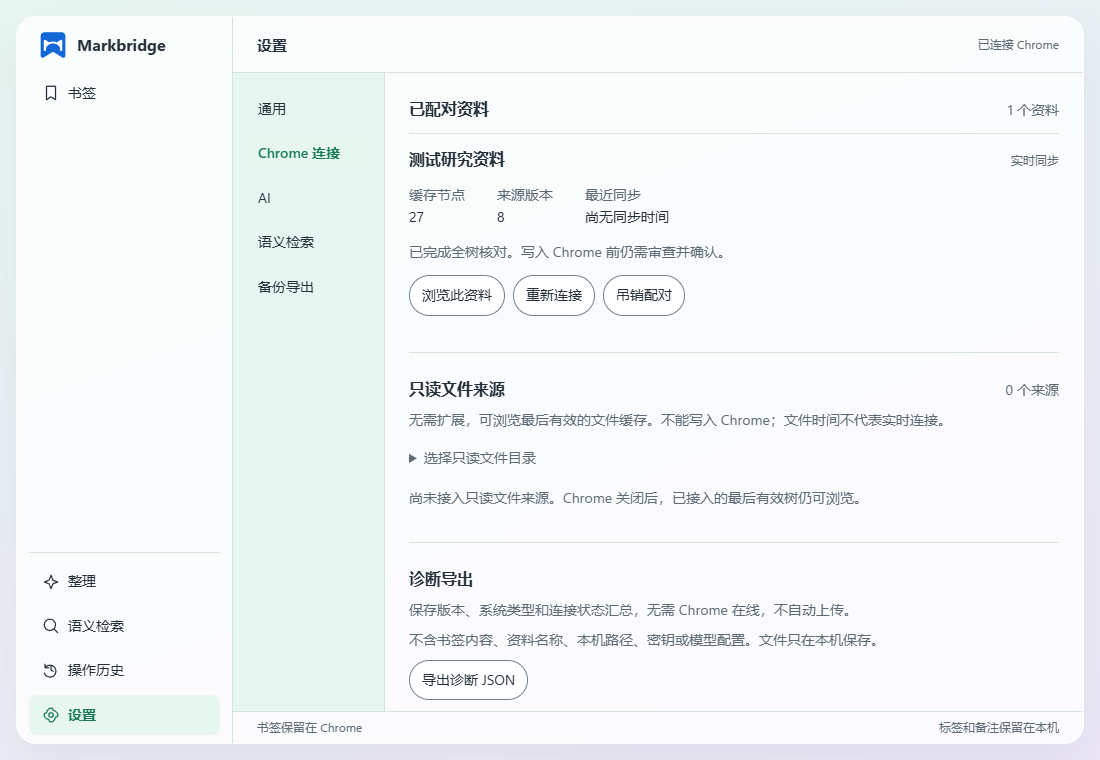 Markbridge
书签
整理
语义检索
操作历史
设置
设置
已连接 Chrome
通用
Chrome 连接
AI
语义检索
备份导出
已配对资料
1 个资料
测试研究资料
实时同步
缓存节点 来源版本 最近同步
27 8 尚无同步时间
已完成全树核对。写入 Chrome 前仍需审查并确认。
浏览此资料 重新连接 吊销配对
只读文件来源
0 个来源
无需扩展，可浏览最后有效的文件缓存。不能写入 Chrome；文件时间不代表实时连接。
选择只读文件目录
尚未接入只读文件来源。Chrome 关闭后，已接入的最后有效树仍可浏览。
诊断导出
保存版本、系统类型和连接状态汇总，无需 Chrome 在线，不自动上传。
不含书签内容、资料名称、本机路径、密钥或模型配置。文件只在本机保存。
导出诊断 JSON
书签保留在 Chrome
标签和备注保留在本机